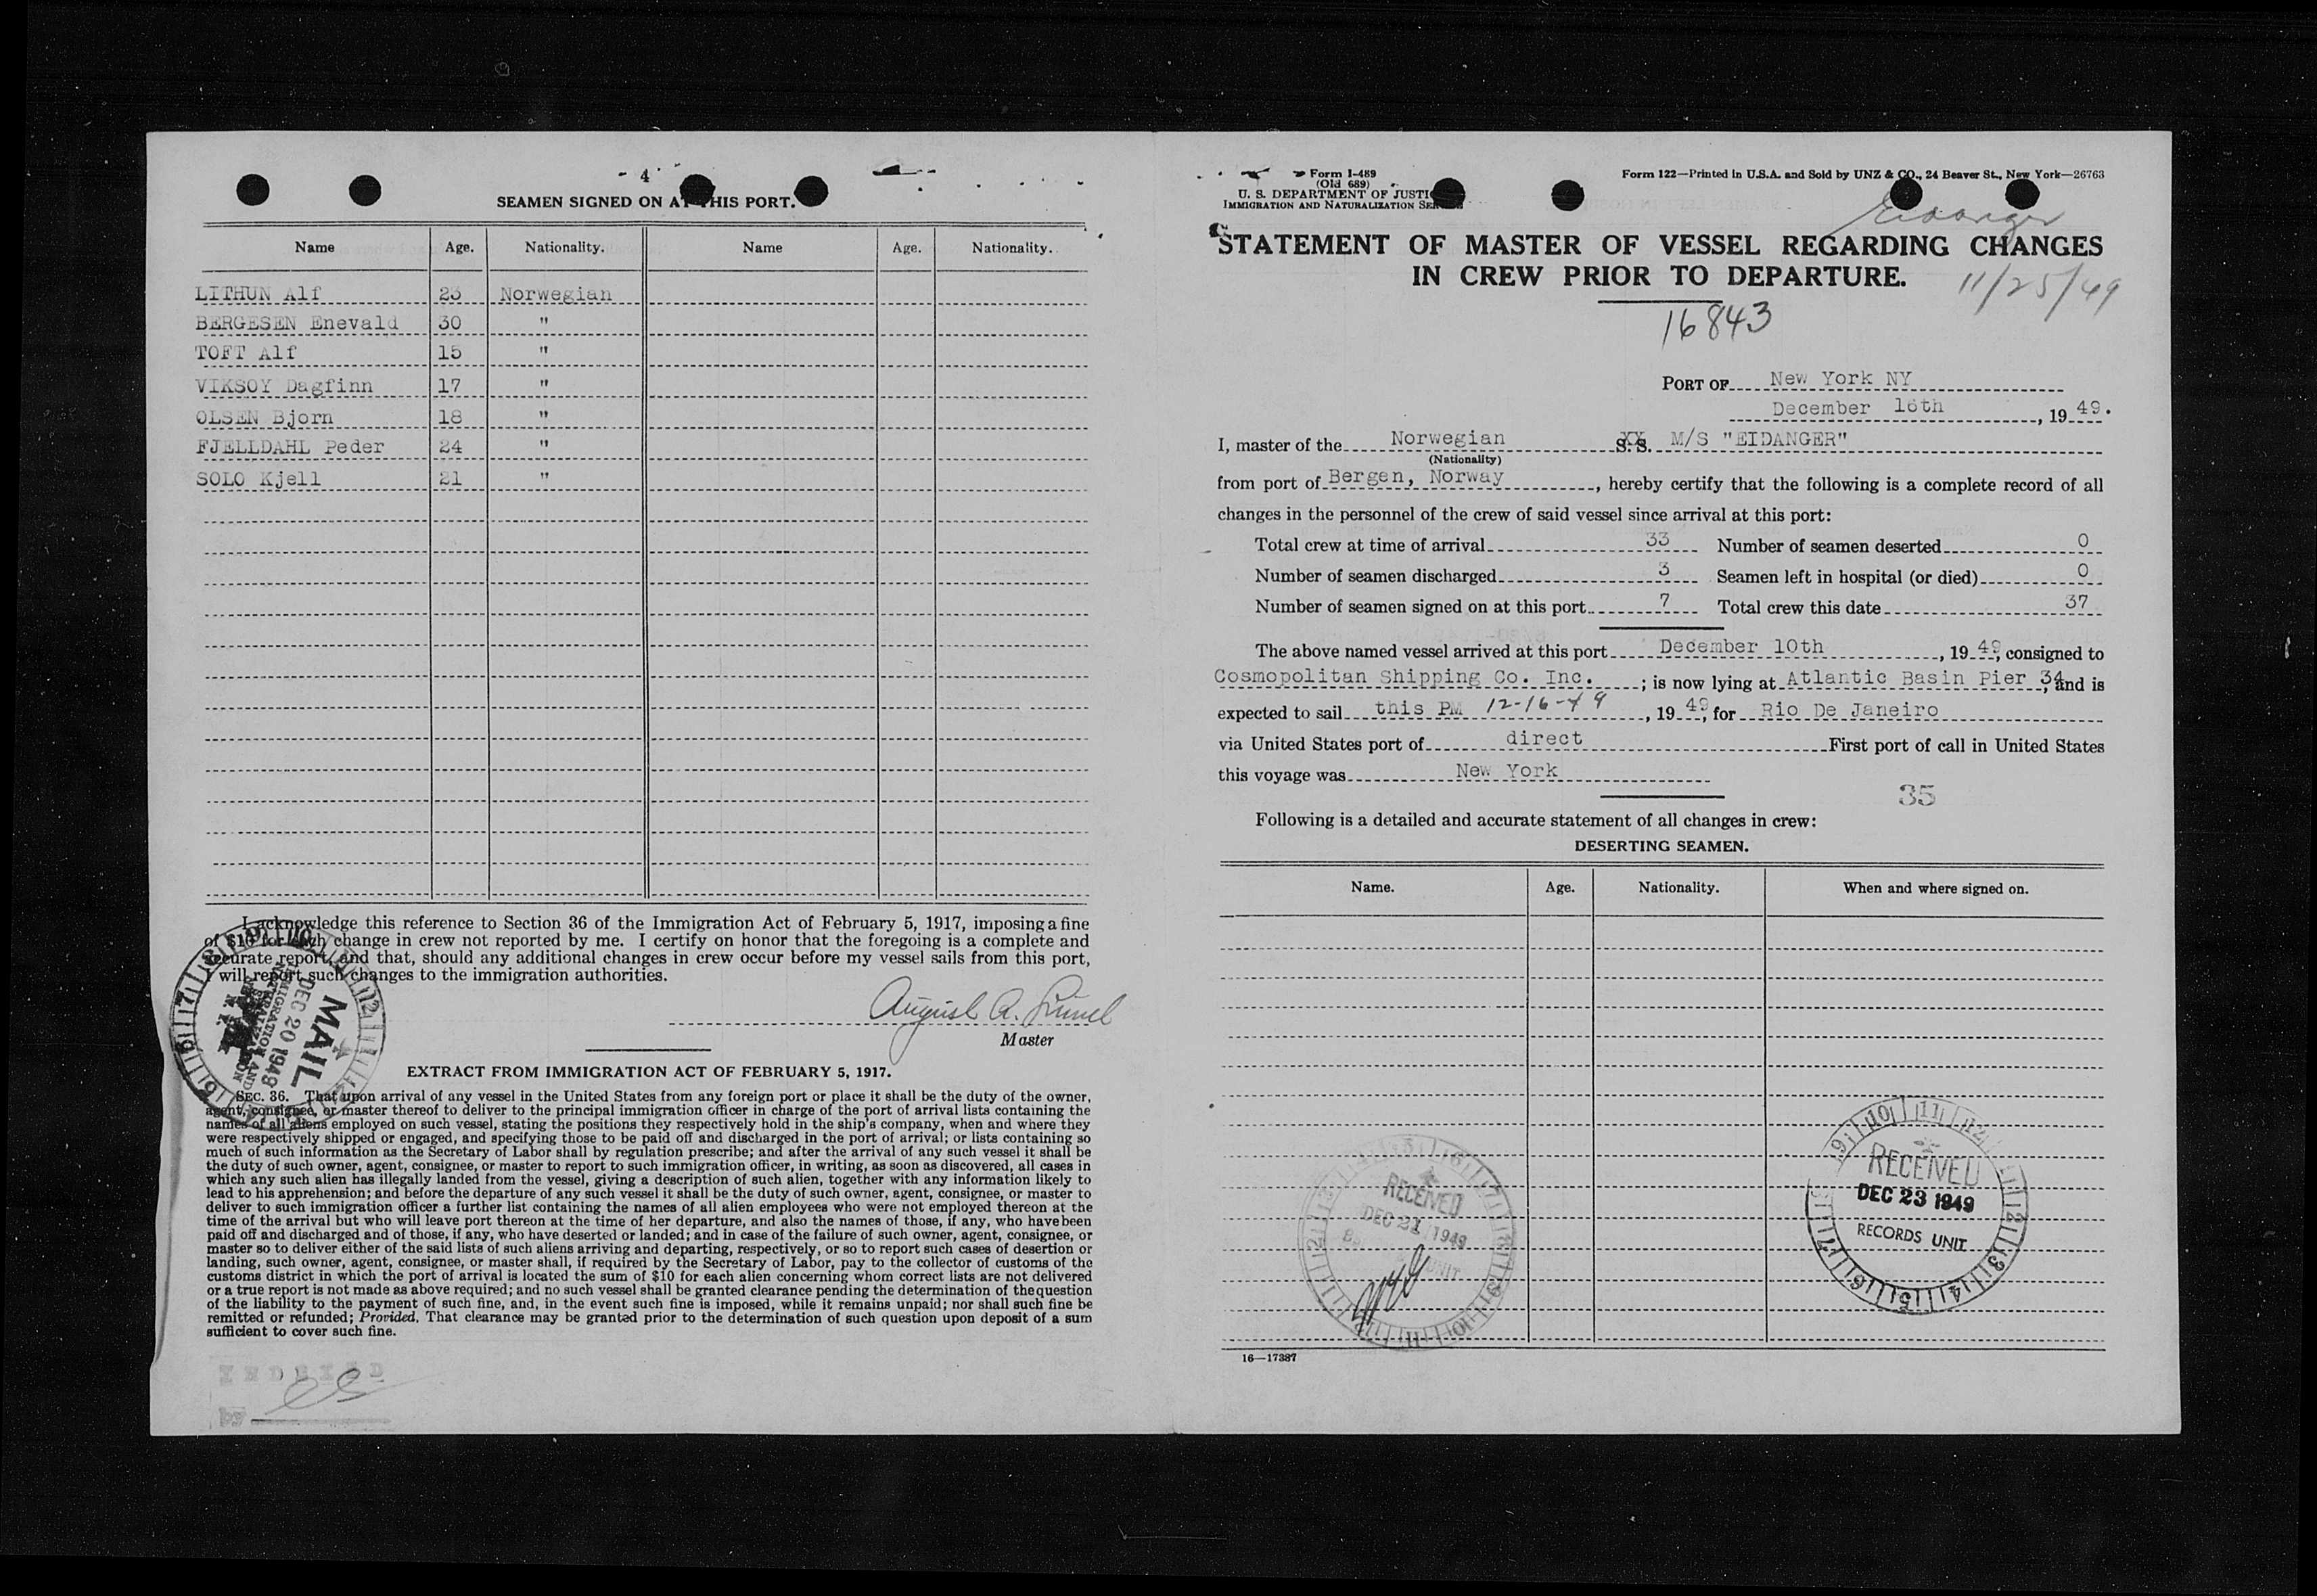 - 4
SEAMEN SIGNED ON AT THIS PORT.
Name Age. Nationality. Name Age. Nationality.
LITHUN Alf 23 Norwegian
BERGESEN Enevald 30 "
TOFT Alf 15 "
VIKSOY Dagfinn 17 "
OLSEN Bjorn 18 "
FJELLDAHL Peder 24 "
SOLO Kjell 21 "
I acknowledge this reference to Section 36 of the Immigration Act of February 5, 1917, imposing a fine
of $10 for each change in crew not reported by me. I certify on honor that the foregoing is a complete and
accurate report, and that, should any additional changes in crew occur before my vessel sails from this port,
will report such changes to the immigration authorities.
MAIL
DEC 20 1949
IMMIGRATION AND
NATURALIZATION
August A.
Master
EXTRACT FROM IMMIGRATION ACT OF FEBRUARY 5, 1917.
SEC. 36. That upon arrival of any vessel in the United States from any foreign port or place it shall be the duty of the owner,
agent, consignee, or master thereof to deliver to the principal immigration officer in charge of the port of arrival lists containing the
names of all aliens employed on such vessel, stating the positions they respectively hold in the ship's company, when and where they
were respectively shipped or engaged, and specifying those to be paid off and discharged in the port of arrival; or lists containing so
much of such information as the Secretary of Labor shall by regulation prescribe; and after the arrival of any such vessel it shall be
the duty of such owner, agent, consignee, or master to report to such immigration officer, in writing, as soon as discovered, all cases in
which any such alien has illegally landed from the vessel, giving a description of such alien, together with any information likely to
lead to his apprehension; and before the departure of any such vessel it shall be the duty of such owner, agent, consignee, or master to
deliver to such immigration officer a further list containing the names of all alien employees who were not employed thereon at the
time of the arrival but who will leave port thereon at the time of her departure, and also the names of those, if any, who have been
paid off and discharged and of those, if any, who have deserted or landed; and in case of the failure of such owner, agent, consignee, or
master so to deliver either of the said lists of such aliens arriving and departing, respectively, or so to report such cases of desertion or
landing, such owner, agent, consignee, or master shall, if required by the Secretary of Labor, pay to the collector of customs of the
customs district in which the port of arrival is located the sum of $10 for each alien concerning whom correct lists are not delivered
or a true report is not made as above required; and no such vessel shall be granted clearance pending the determination of the question
of the liability to the payment of such fine, and, in the event such fine is imposed, while it remains unpaid; nor shall such fine be
remitted or refunded; Provided, That clearance may be granted prior to the determination of such question upon deposit of a sum
sufficient to cover such fine.
INDEXED
by
Form I-489
(Old 689)
U. S. DEPARTMENT OF JUSTI
IMMIGRATION AND NATURALIZATION SE
Form 122—Printed in U.S.A. and Sold by UNZ & CO., 24 Beaver St., New York—26763
Eidanger
STATEMENT OF MASTER OF VESSEL REGARDING CHANGES
IN CREW PRIOR TO DEPARTURE.
11/25/49
16843
PORT OF New York NY
December 16th, 19 49.
I, master of the Norwegian S.S. XX M/S "EIDANGER"
(Nationality)
from port of Bergen, Norway, hereby certify that the following is a complete record of all
changes in the personnel of the crew of said vessel since arrival at this port:
Total crew at time of arrival 33 Number of seamen deserted 0
Number of seamen discharged 3 Seamen left in hospital (or died) 0
Number of seamen signed on at this port 7 Total crew this date 37
The above named vessel arrived at this port December 10th, 19 49, consigned to
Cosmopolitan Shipping Co. Inc.; is now lying at Atlantic Basin Pier 34, and is
expected to sail this PM 12-16-49, 19 49, for Rio De Janeiro
via United States port of direct First port of call in United States
this voyage was New York
35
Following is a detailed and accurate statement of all changes in crew:
DESERTING SEAMEN.
Name. Age. Nationality. When and where signed on.
RECEIVED
DEC 21 1949
UNIT
RECEIVED
DEC 23 1949
RECORDS UNIT
16—17387